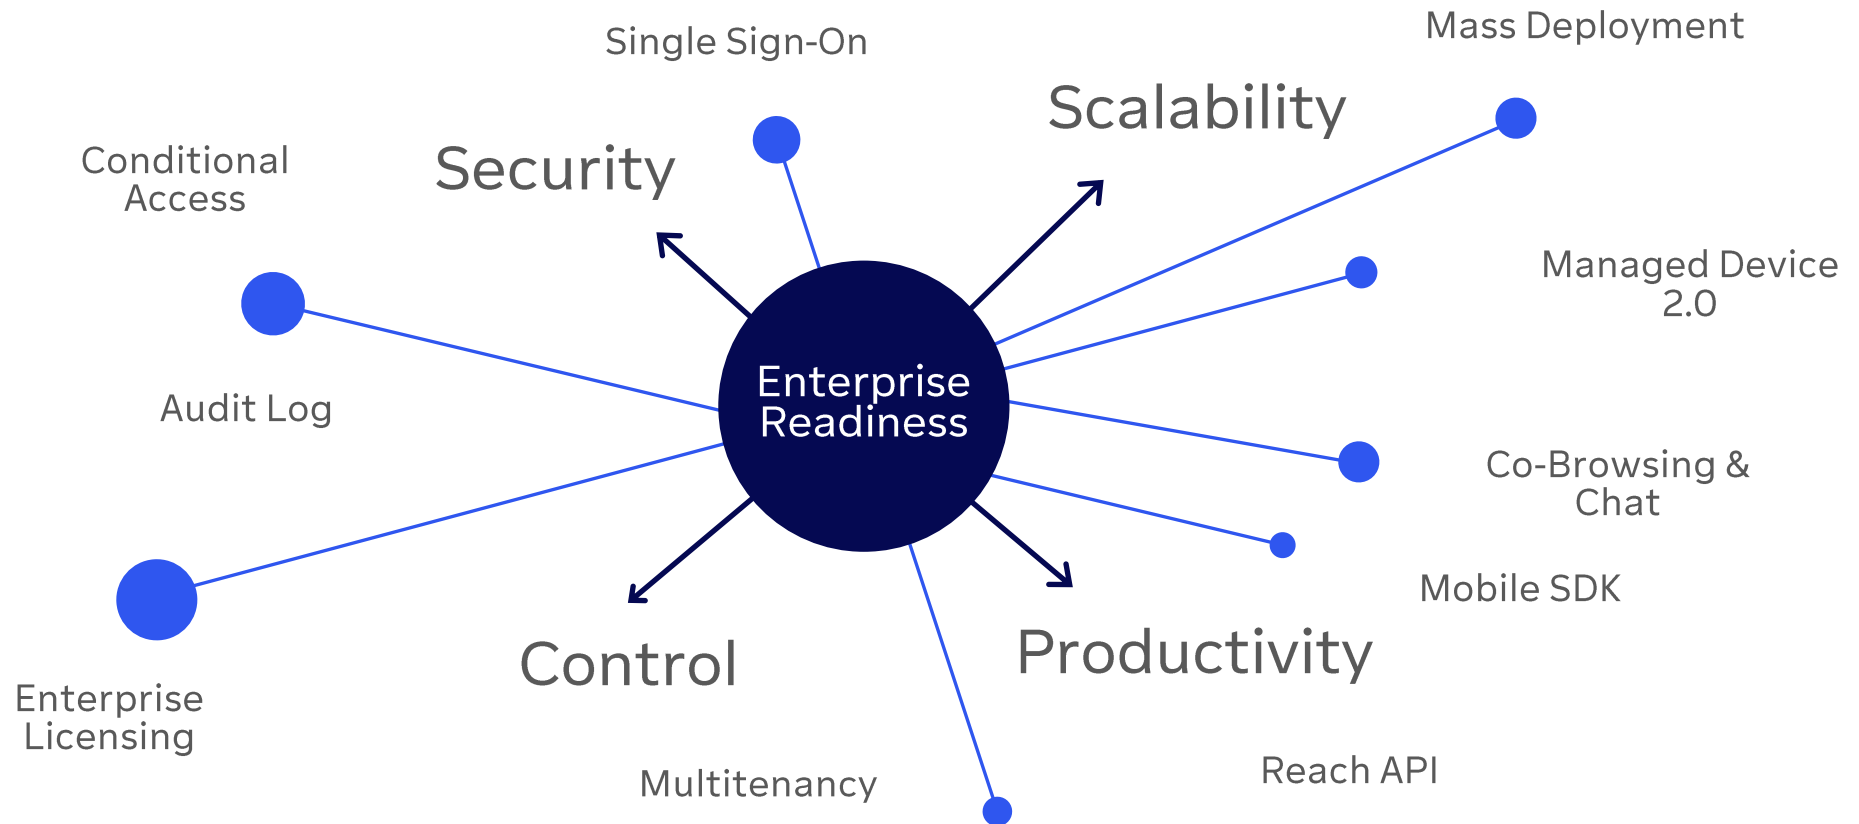 Mass Deployment
Single Sign-On
Scalability
Security
Conditional
Access
Managed Device
2.0
Enterprise
Readiness
Audit Log
Co-Browsing &
Chat
Mobile SDK
Productivity
Control
Enterprise
Licensing
Reach API
Multitenancy